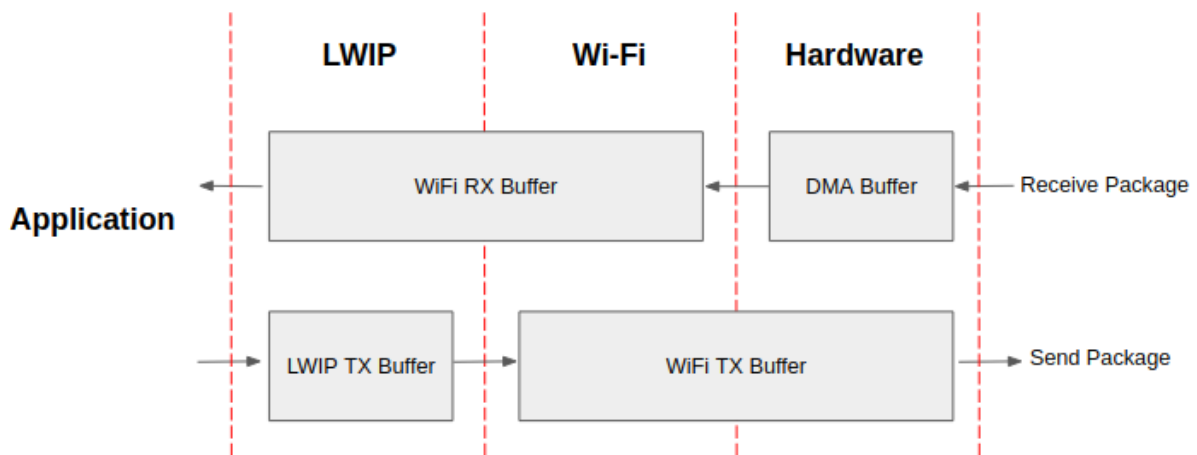 LWIP
Wi-Fi
Hardware
WiFi RX Buffer
DMA Buffer
Receive Package
Application
LWIP TX Buffer
WiFi TX Buffer
Send Package